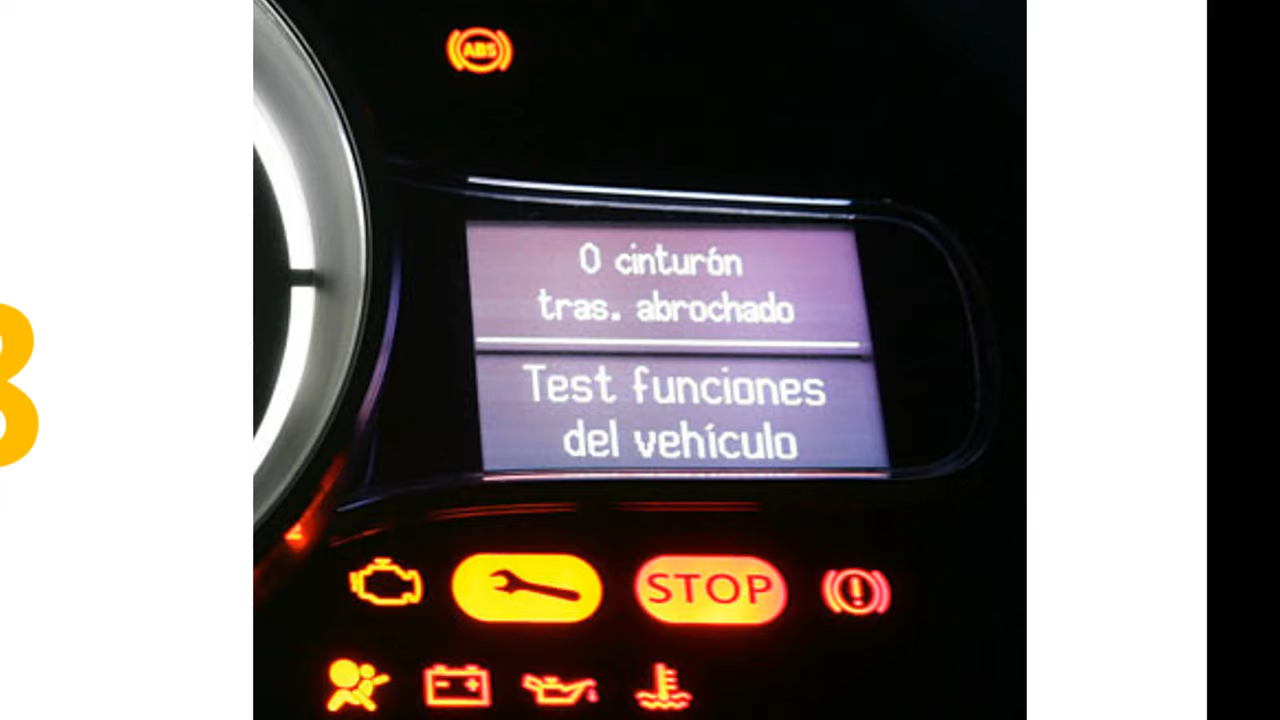 ABS
0 cinturón
tras. abrochado
Test funciones
del vehículo
STOP